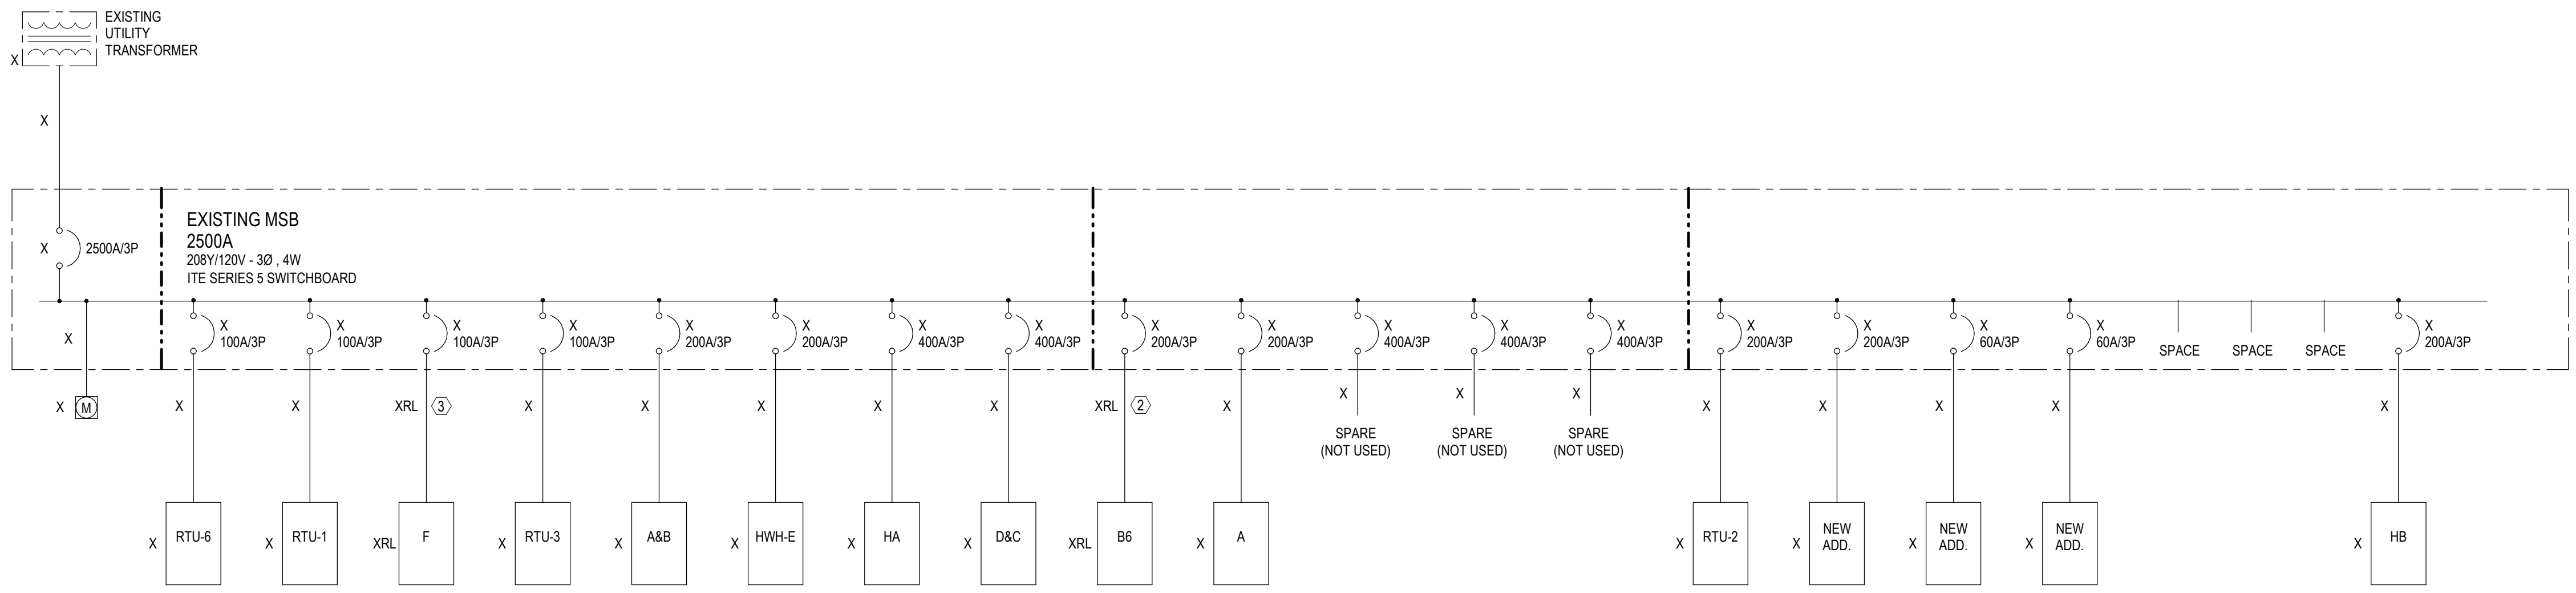 EXISTING
UTILITY
TRANSFORMER
X
X
EXISTING MSB
2500A
208Y/120V - 3Ø , 4W
ITE SERIES 5 SWITCHBOARD
X 2500A/3P
X
X
100A/3P
X
100A/3P
X
100A/3P
X
100A/3P
X
200A/3P
X
200A/3P
X
400A/3P
X
400A/3P
X
200A/3P
X
200A/3P
X
400A/3P
X
400A/3P
X
400A/3P
X
200A/3P
X
200A/3P
X
60A/3P
X
60A/3P
SPACE
SPACE
SPACE
X
200A/3P
X M
X
X
XRL 3
X
X
X
X
X
XRL 2
X
X
X
X
X
X
X
X
X
SPARE
(NOT USED)
SPARE
(NOT USED)
SPARE
(NOT USED)
X RTU-6
X RTU-1
XRL F
X RTU-3
X A&B
X HWH-E
X HA
X D&C
XRL B6
X A
X RTU-2
X NEW
ADD.
X NEW
ADD.
X NEW
ADD.
X HB